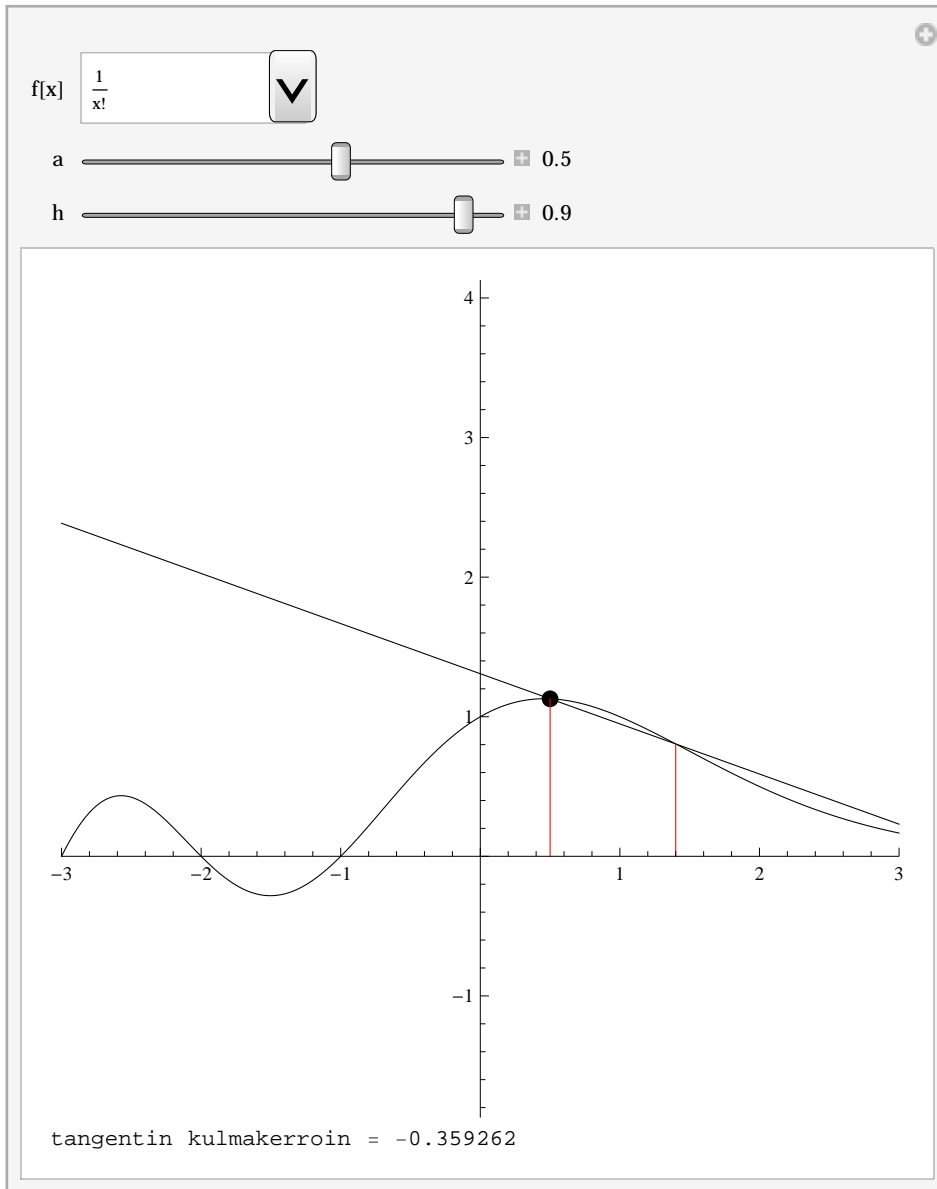 f[x] 1/x!
a 0.5
h 0.9
4
3
2
1
−3 −2 −1 1 2 3
−1
tangentin kulmakerroin = −0.359262